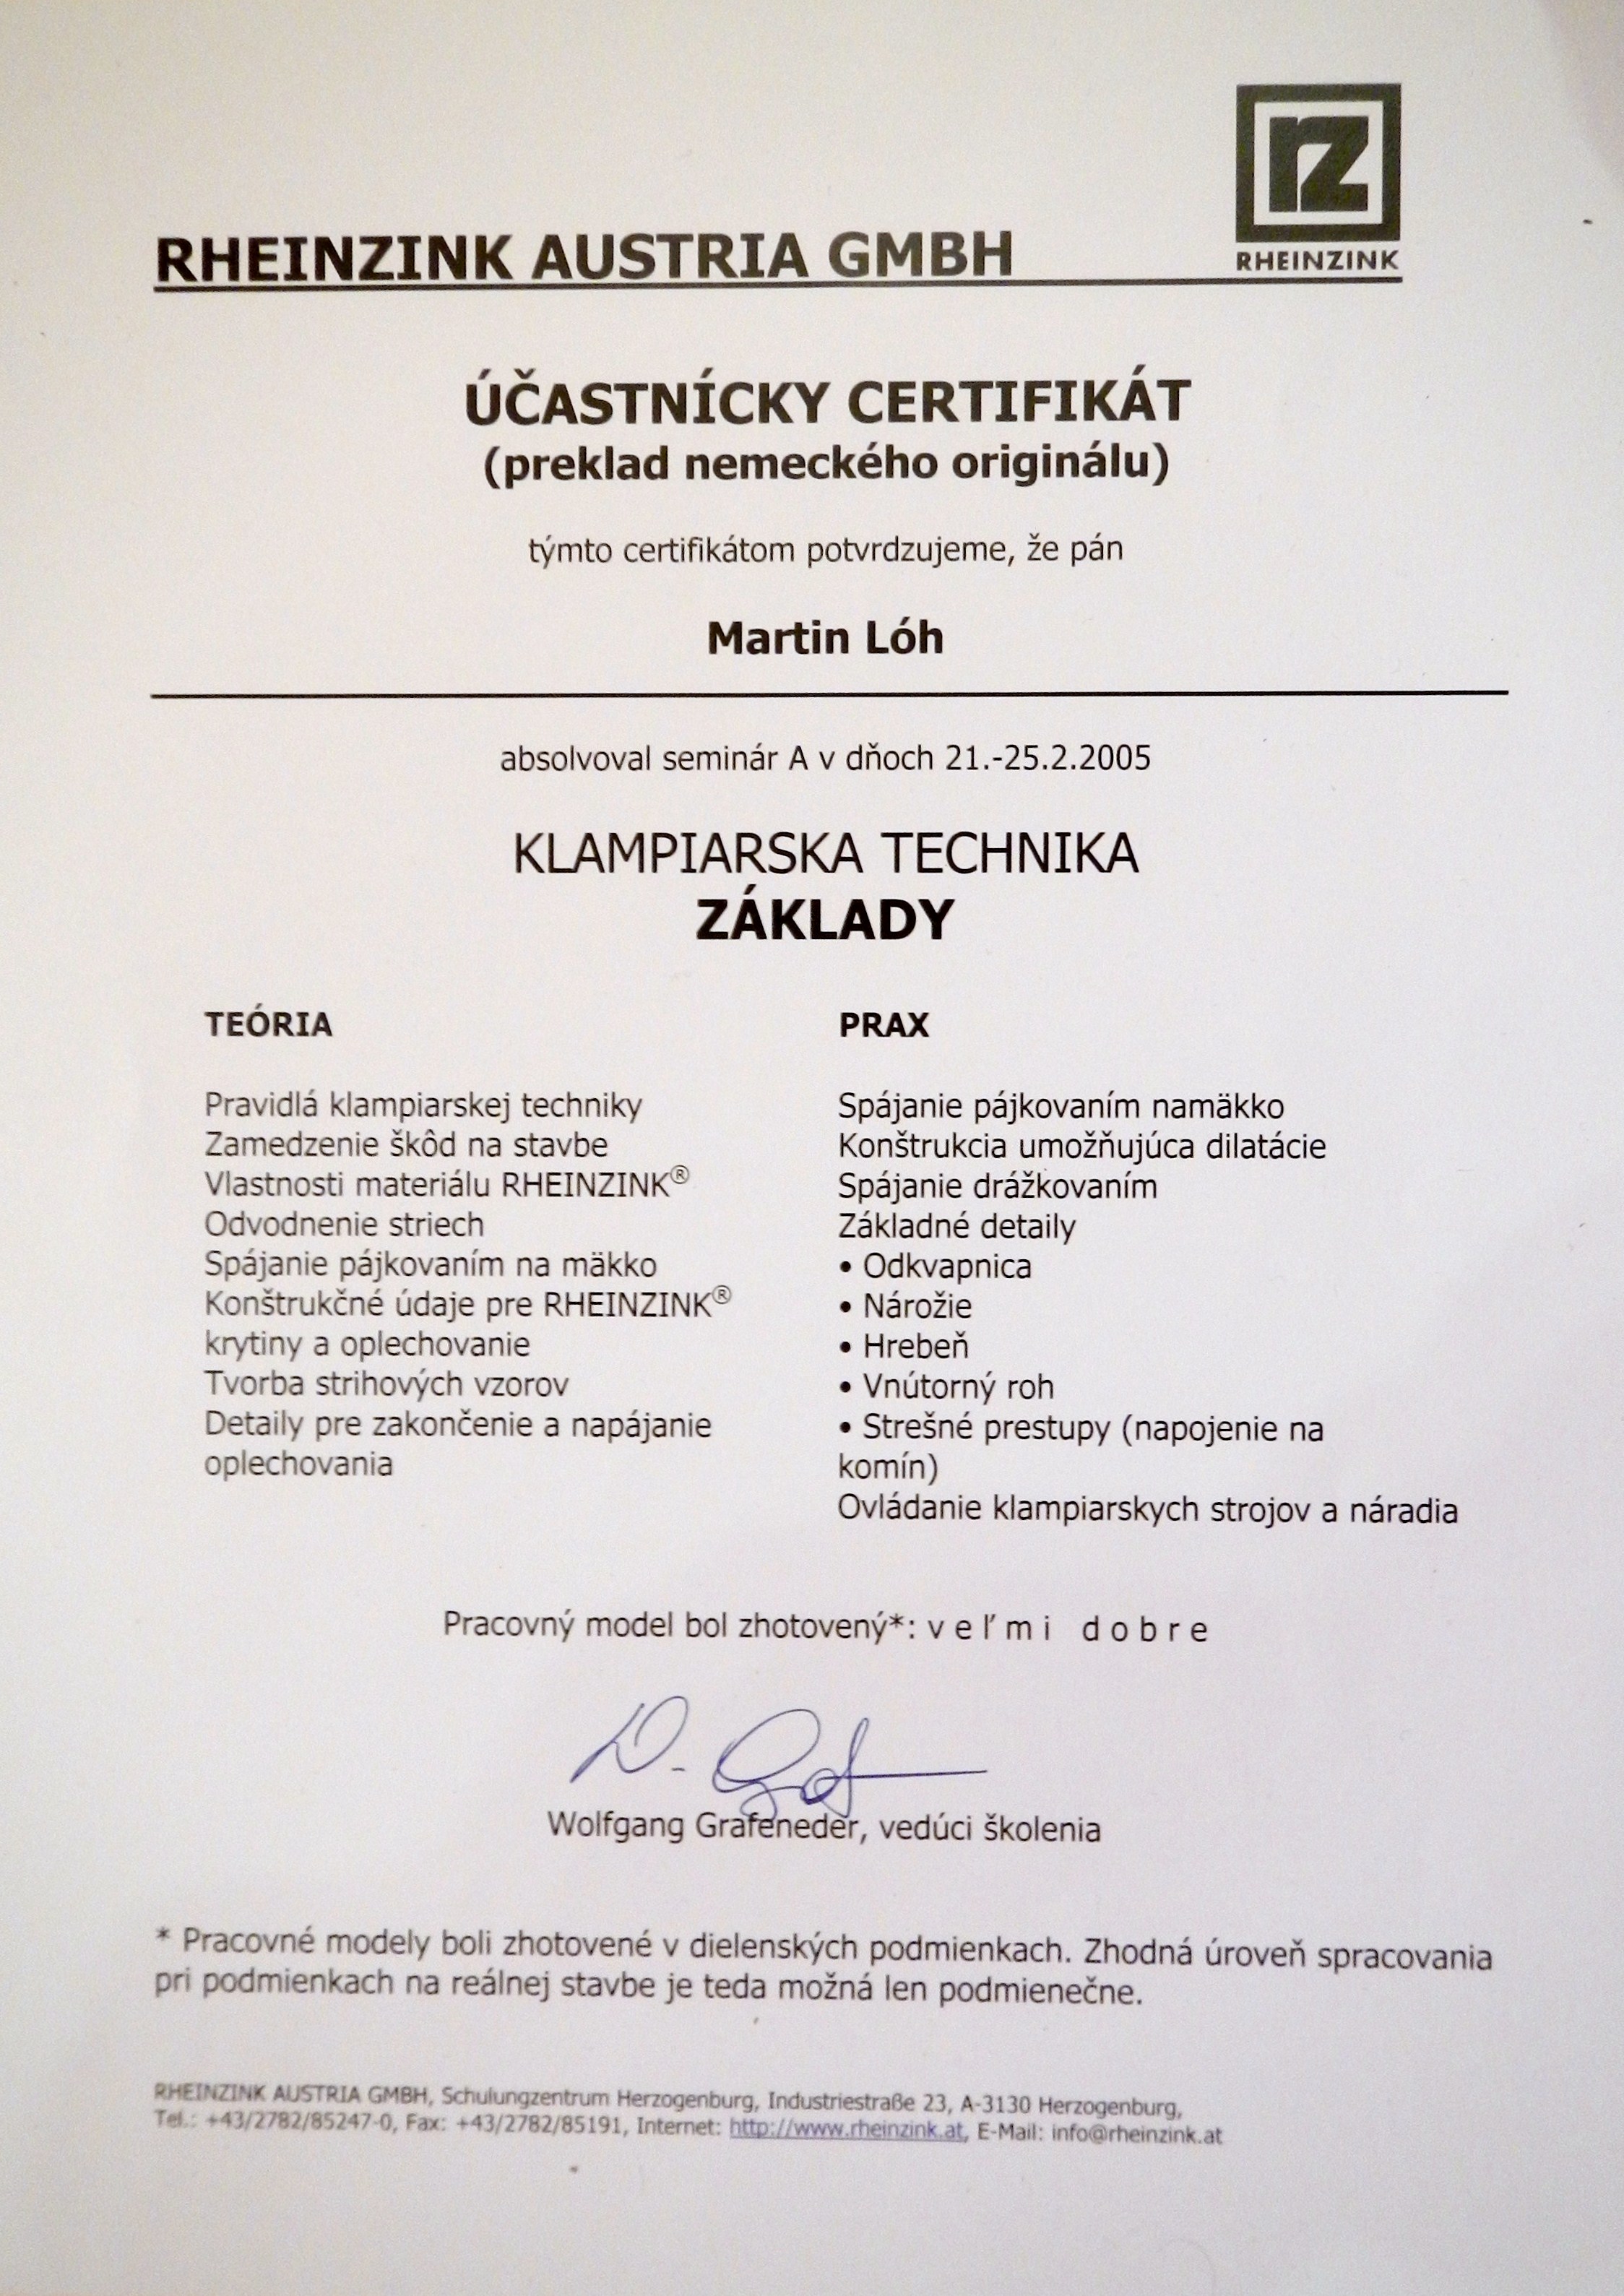 rz
RHEINZINK AUSTRIA GMBH
RHEINZINK
ÚČASTNÍCKY CERTIFIKÁT
(preklad nemeckého originálu)
týmto certifikátom potvrdzujeme, že pán
Martin Lóh
absolvoval seminár A v dňoch 21.-25.2.2005
KLAMPIARSKA TECHNIKA
ZÁKLADY
TEÓRIA
Pravidlá klampiarskej techniky
Zamedzenie škôd na stavbe
Vlastnosti materiálu RHEINZINK®
Odvodnenie striech
Spájanie pájkovaním na mäkko
Konštrukčné údaje pre RHEINZINK®
krytiny a oplechovanie
Tvorba strihových vzorov
Detaily pre zakončenie a napájanie
oplechovania
PRAX
Spájanie pájkovaním namäkko
Konštrukcia umožňujúca dilatácie
Spájanie drážkovaním
Základné detaily
• Odkvapnica
• Nárožie
• Hrebeň
• Vnútorný roh
• Strešné prestupy (napojenie na
komín)
Ovládanie klampiarskych strojov a náradia
Pracovný model bol zhotovený*: v e ľ m i d o b r e
Wolfgang Grafeneder, vedúci školenia
* Pracovné modely boli zhotovené v dielenských podmienkach. Zhodná úroveň spracovania
pri podmienkach na reálnej stavbe je teda možná len podmienečne.
RHEINZINK AUSTRIA GMBH, Schulungzentrum Herzogenburg, Industriestraße 23, A-3130 Herzogenburg,
Tel.: +43/2782/85247-0, Fax: +43/2782/85191, Internet: http://www.rheinzink.at, E-Mail: info@rheinzink.at